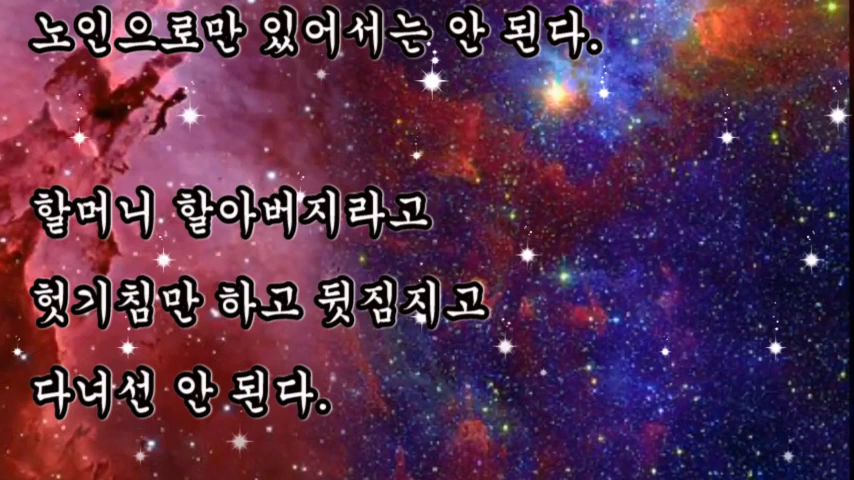 노인으로만 있어서는 안 된다.
할머니 할아버지라고
헛기침만 하고 뒷짐지고
다녀선 안 된다.